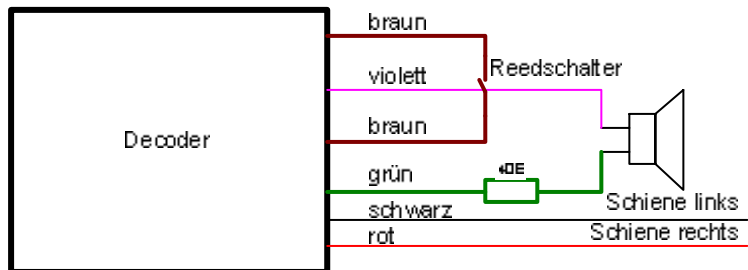 braun
violett
Reedschalter
Decoder
braun
grün
schwarz
Schiene links
rot
Schiene rechts